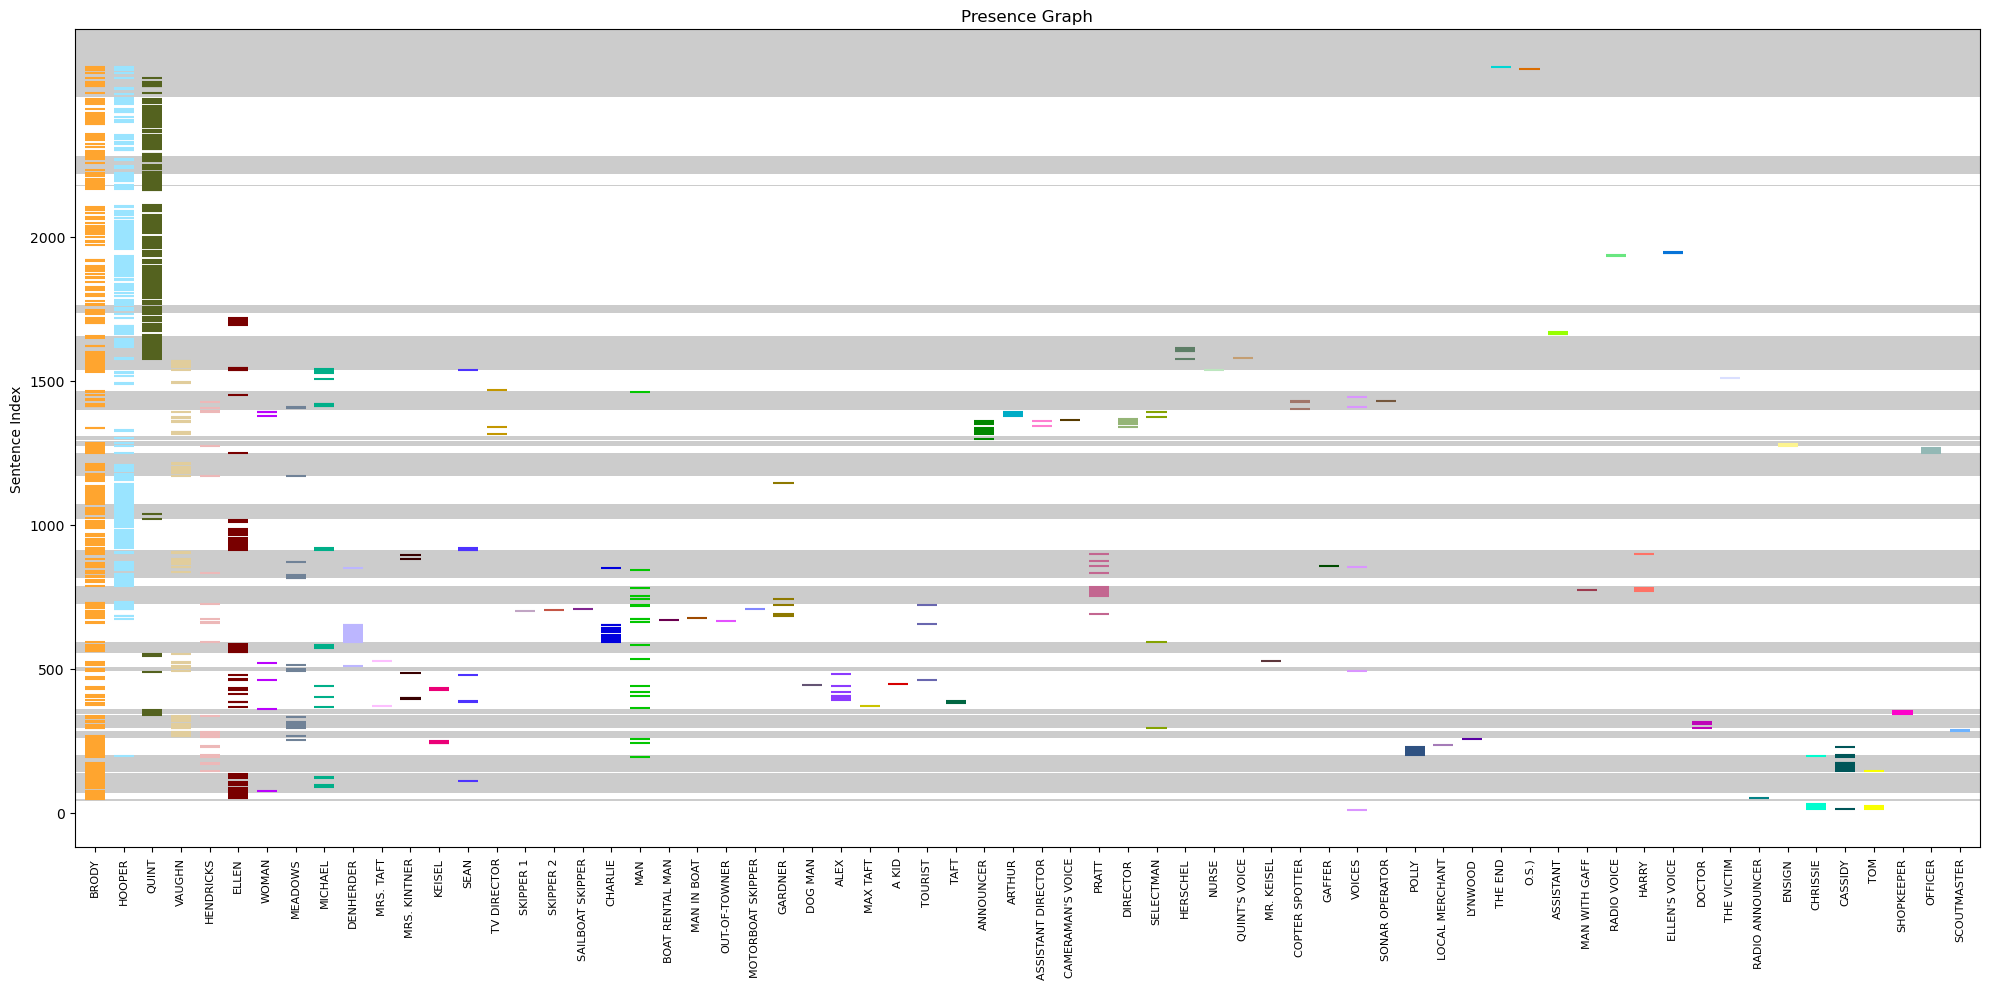 Presence Graph
Sentence Index
2000
1500
1000
500
0
BRODY
HOOPER
QUINT
VAUGHN
HENDRICKS
ELLEN
WOMAN
MEADOWS
MICHAEL
DENHERDER
MRS. TAFT
MRS. KINTNER
KEISEL
SEAN
TV DIRECTOR
SKIPPER 1
SKIPPER 2
SAILBOAT SKIPPER
CHARLIE
MAN
BOAT RENTAL MAN
MAN IN BOAT
OUT-OF-TOWNER
MOTORBOAT SKIPPER
GARDNER
DOG MAN
ALEX
MAX TAFT
A KID
TOURIST
TAFT
ANNOUNCER
ARTHUR
ASSISTANT DIRECTOR
CAMERAMAN'S VOICE
PRATT
DIRECTOR
SELECTMAN
HERSCHEL
NURSE
QUINT'S VOICE
MR. KEISEL
COPTER SPOTTER
GAFFER
VOICES
SONAR OPERATOR
POLLY
LOCAL MERCHANT
LYNWOOD
THE END
O.S.)
ASSISTANT
MAN WITH GAFF
RADIO VOICE
HARRY
ELLEN'S VOICE
DOCTOR
THE VICTIM
RADIO ANNOUNCER
ENSIGN
CHRISSIE
CASSIDY
TOM
SHOPKEEPER
OFFICER
SCOUTMASTER